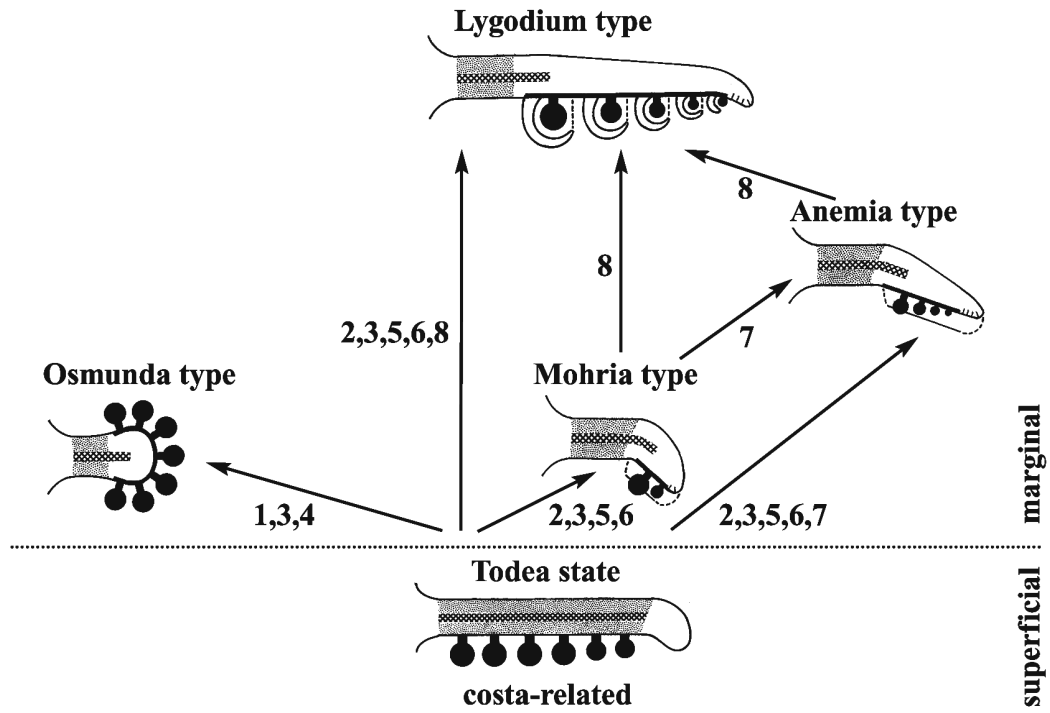 Lygodium type
8
Anemia type
8
2,3,5,6,8
7
Osmunda type
Mohria type
marginal
1,3,4
2,3,5,6
2,3,5,6,7
Todea state
superficial
costa-related